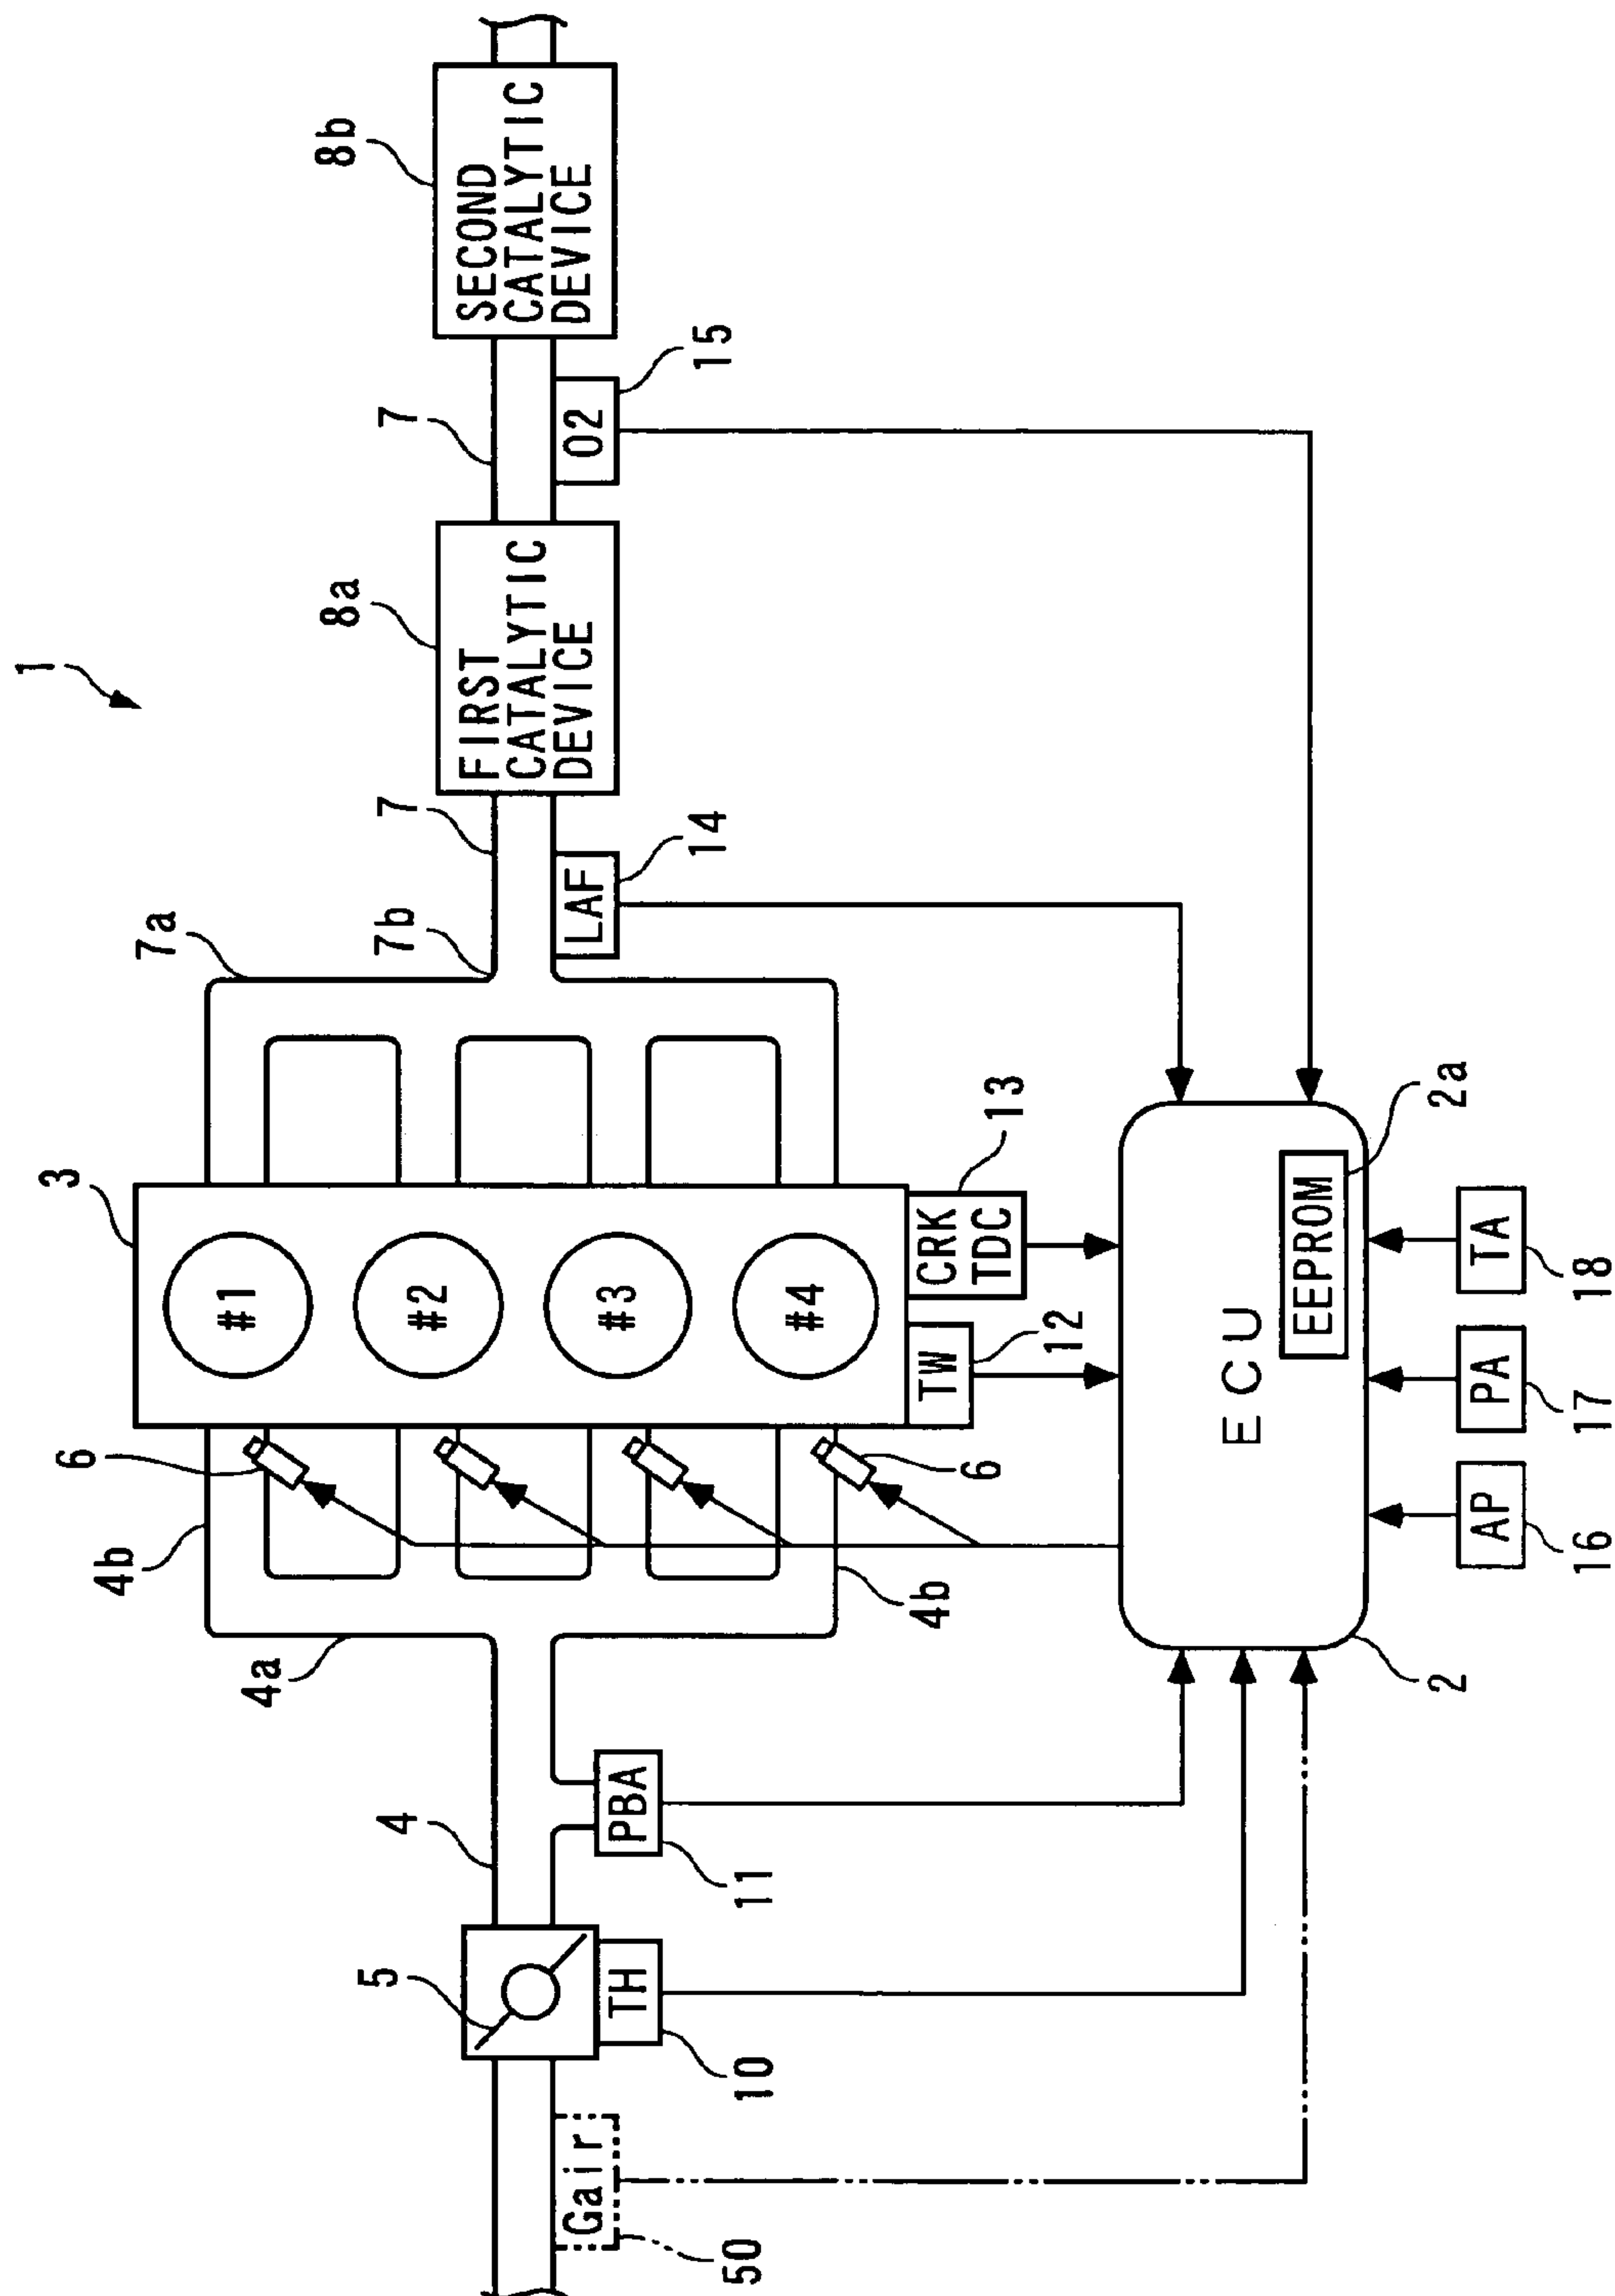 1
8b
SECOND
CATALYTIC
DEVICE
15
O2
7
8a
FIRST
CATALYTIC
DEVICE
7
14
LAF
7b
7a
3
#1
#2
#3
#4
CRK
TDC
13
TW
12
6
6
4b
4b
4a
4
PBA
11
5
TH
10
Gair
50
ECU
EEPROM
2a
2
AP
16
PA
17
TA
18